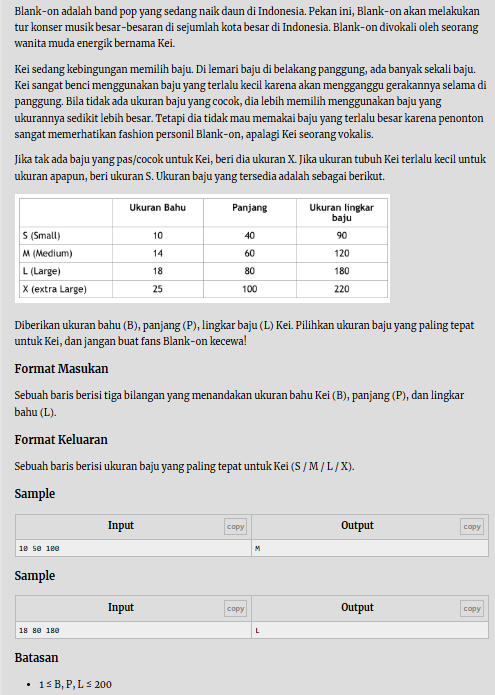 Blank-on adalah band pop yang sedang naik daun di Indonesia. Pekan ini, Blank-on akan melakukan
tur konser musik besar-besaran di sejumlah kota besar di Indonesia. Blank-on divokali oleh seorang
wanita muda energik bernama Kei.
Kei sedang kebingungan memilih baju. Di lemari baju di belakang panggung, ada banyak sekali baju.
Kei sangat benci menggunakan baju yang terlalu kecil karena akan mengganggu gerakannya selama di
panggung. Bila tidak ada ukuran baju yang cocok, dia lebih memilih menggunakan baju yang
ukurannya sedikit lebih besar. Tetapi dia tidak mau memakai baju yang terlalu besar karena penonton
sangat memerhatikan fashion personil Blank-on, apalagi Kei seorang vokalis.
Jika tak ada baju yang pas/cocok untuk Kei, beri dia ukuran X. Jika ukuran tubuh Kei terlalu kecil untuk
ukuran apapun, beri ukuran S. Ukuran baju yang tersedia adalah sebagai berikut.
Ukuran Bahu Panjang Ukuran lingkar
baju
S (Small) 10 40 90
M (Medium) 14 60 120
L (Large) 18 80 180
X (extra Large) 25 100 220
Diberikan ukuran bahu (B), panjang (P), lingkar baju (L) Kei. Pilihkan ukuran baju yang paling tepat
untuk Kei, dan jangan buat fans Blank-on kecewa!
Format Masukan
Sebuah baris berisi tiga bilangan yang menandakan ukuran bahu Kei (B), panjang (P), dan lingkar
bahu (L).
Format Keluaran
Sebuah baris berisi ukuran baju yang paling tepat untuk Kei (S / M / L / X).
Sample
Input copy Output copy
10 50 100 M
Sample
Input copy Output copy
18 80 180 L
Batasan
• 1 ≤ B, P, L ≤ 200